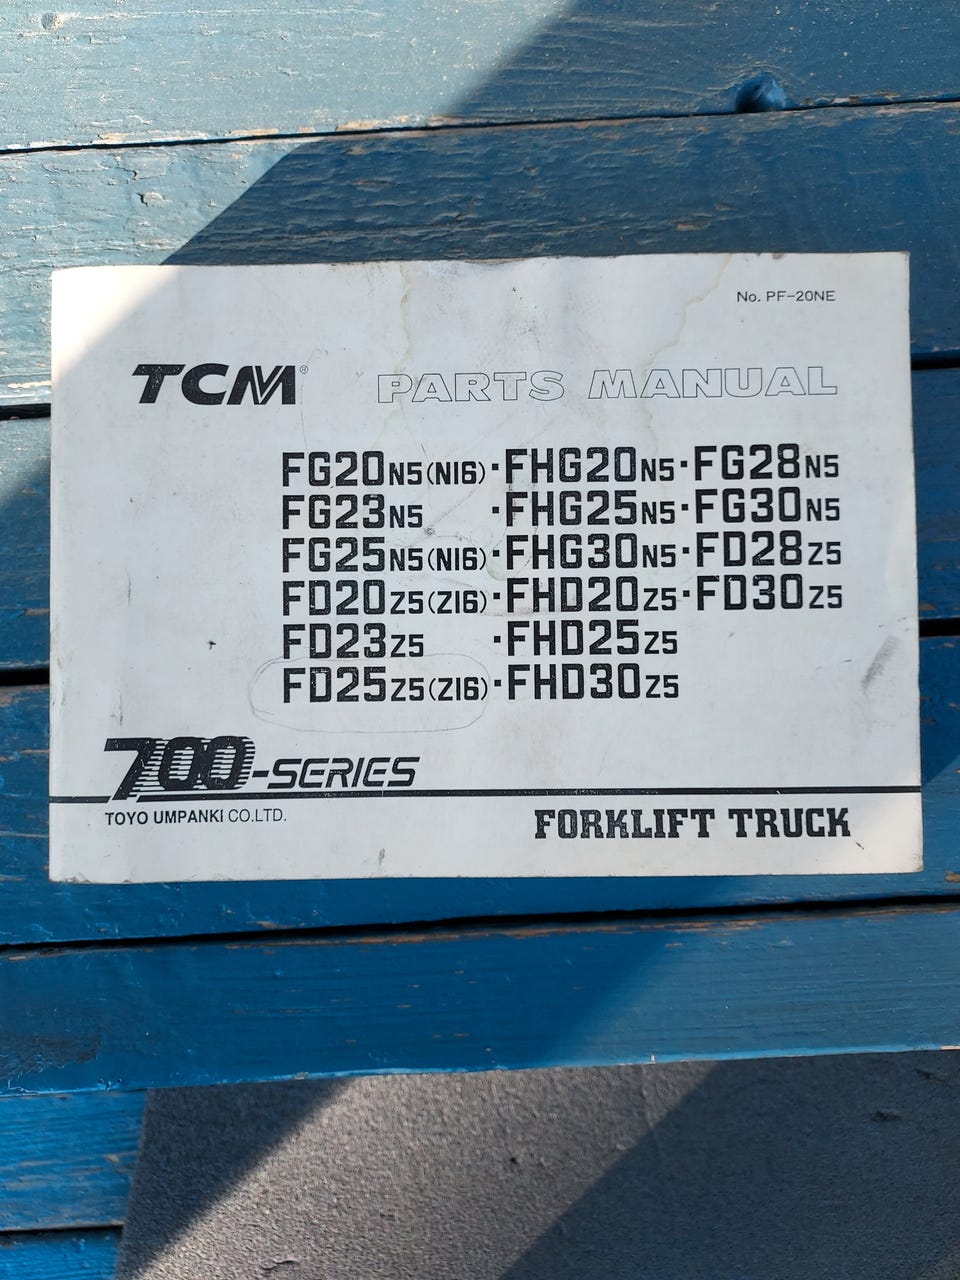 No. PF-20NE
TCM® PARTS MANUAL
FG20N5(N16)·FHG20N5·FG28N5
FG23N5 ·FHG25N5·FG30N5
FG25N5(N16)·FHG30N5·FD28Z5
FD20Z5(Z16)·FHD20Z5·FD30Z5
FD23Z5 ·FHD25Z5
FD25Z5(Z16)·FHD30Z5
700-SERIES
TOYO UMPANKI CO.LTD.
FORKLIFT TRUCK